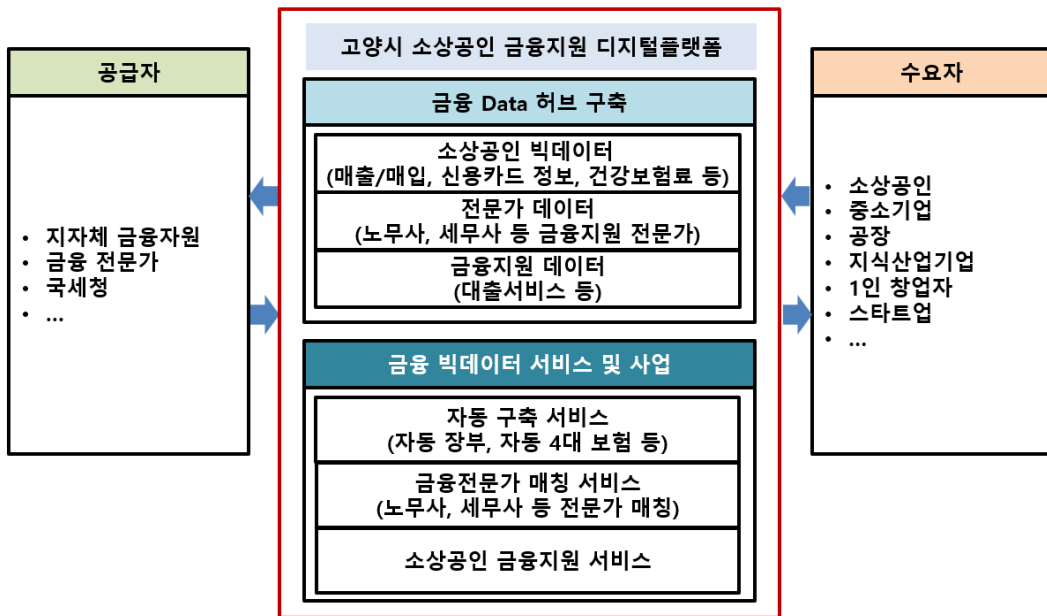 고양시 소상공인 금융지원 디지털플랫폼
공급자
• 지자체 금융자원
• 금융 전문가
• 국세청
• ...
금융 Data 허브 구축
소상공인 빅데이터
(매출/매입, 신용카드 정보, 건강보험료 등)
전문가 데이터
(노무사, 세무사 등 금융지원 전문가)
금융지원 데이터
(대출서비스 등)
금융 빅데이터 서비스 및 사업
자동 구축 서비스
(자동 장부, 자동 4대 보험 등)
금융전문가 매칭 서비스
(노무사, 세무사 등 전문가 매칭)
소상공인 금융지원 서비스
수요자
• 소상공인
• 중소기업
• 공장
• 지식산업기업
• 1인 창업자
• 스타트업
• ...